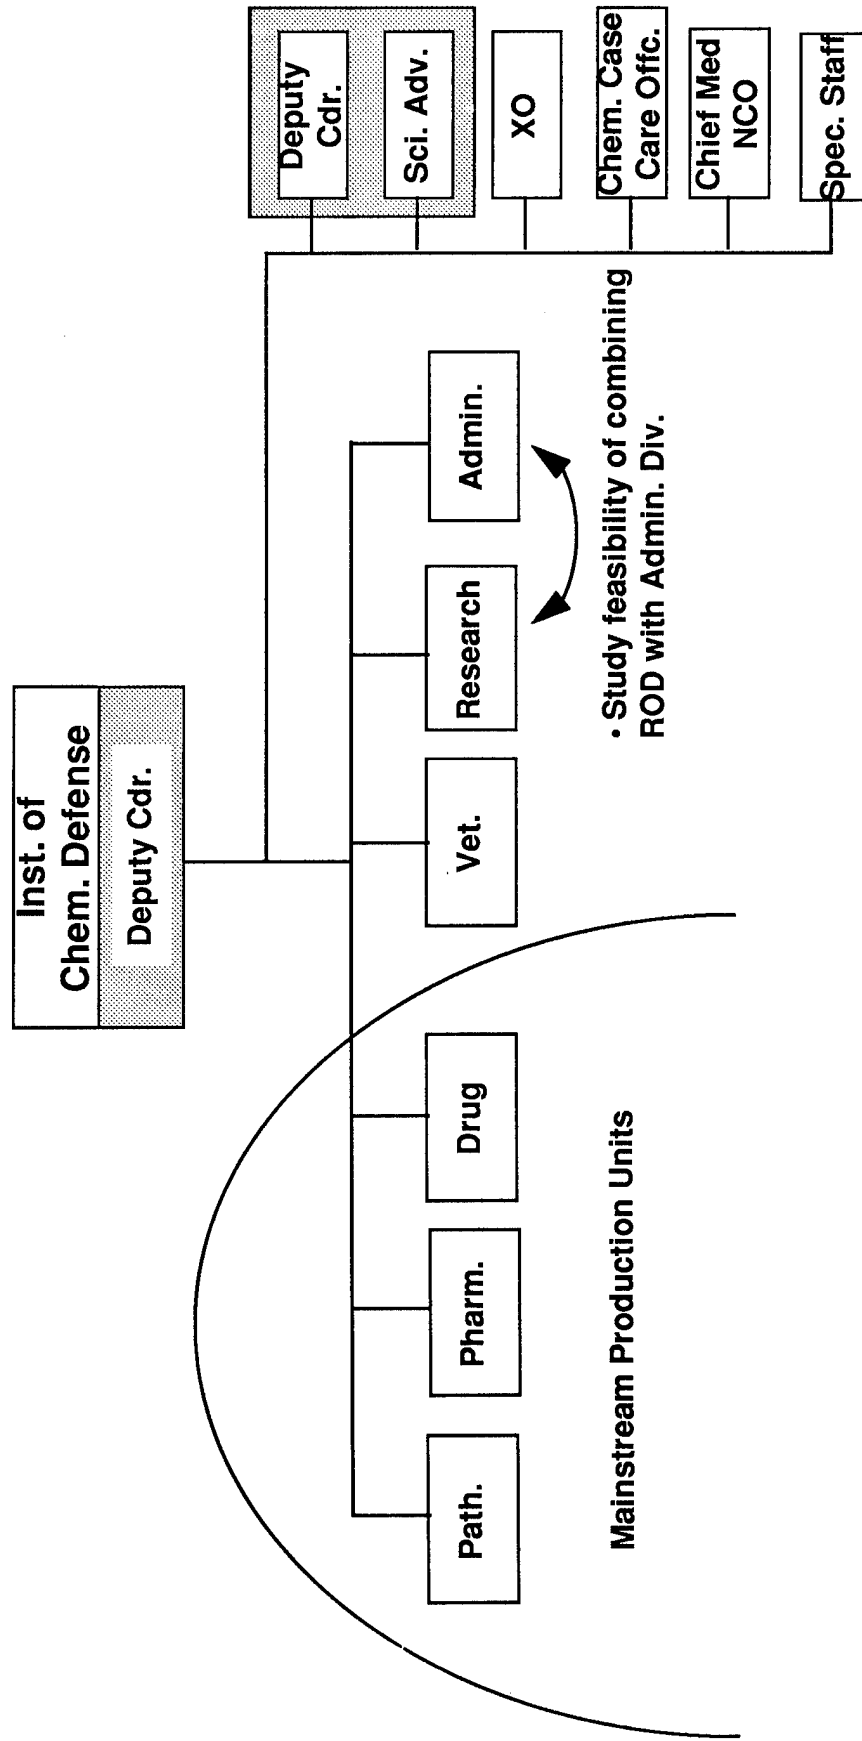 Inst. of
Chem. Defense
Deputy Cdr.
Deputy
Cdr.
Sci. Adv.
XO
Chem. Case
Care Offc.
Chief Med
NCO
Spec. Staff
Path.
Pharm.
Drug
Vet.
Research
Admin.
• Study feasibility of combining
ROD with Admin. Div.
Mainstream Production Units